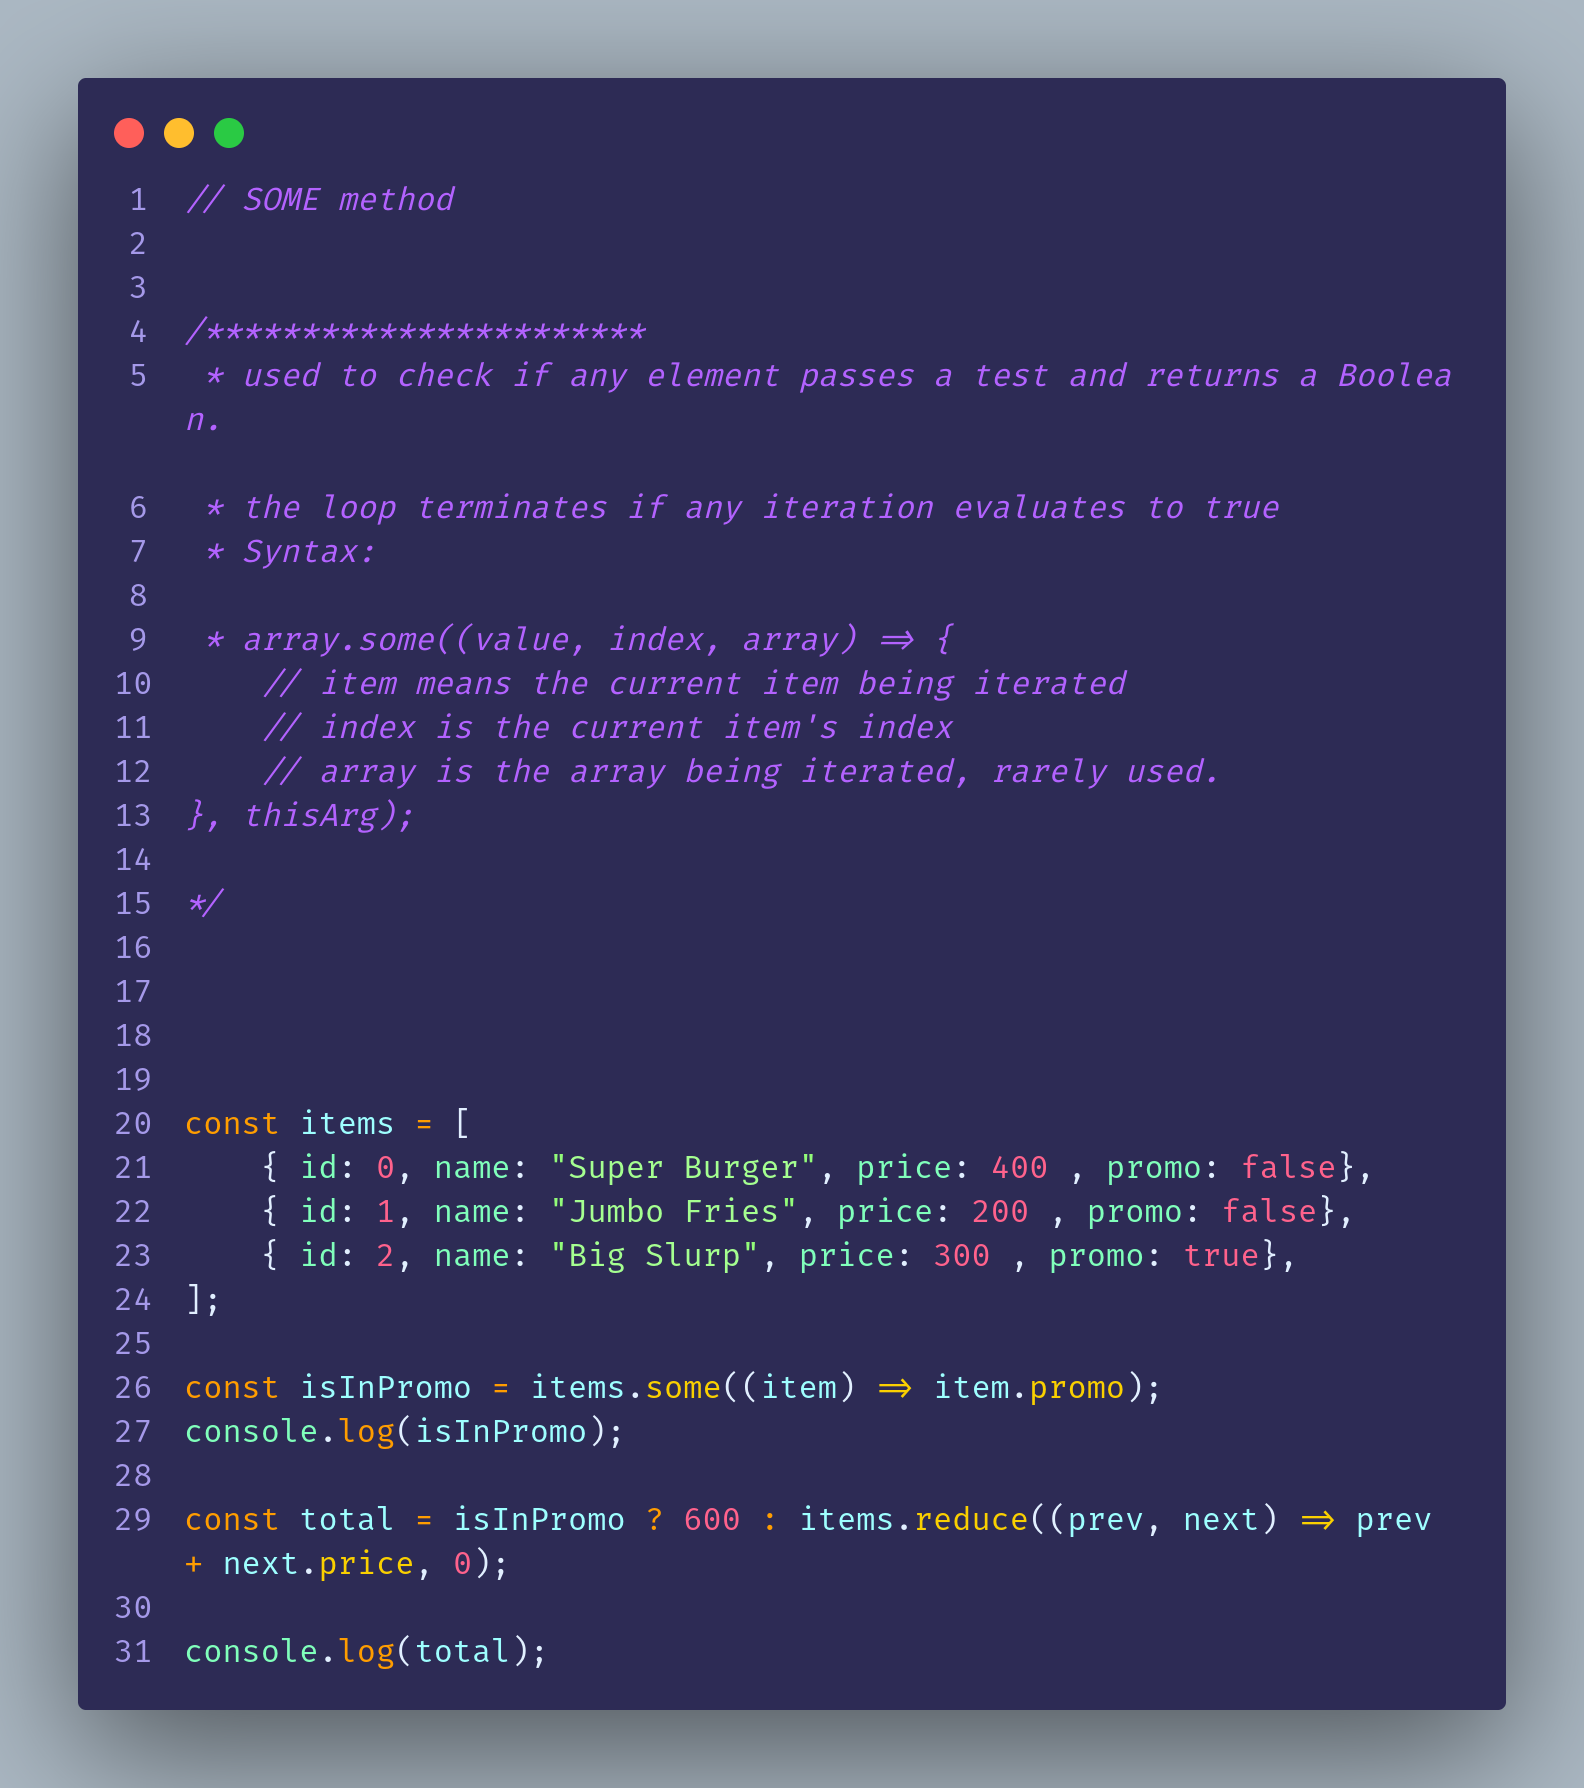 1 // SOME method
2
3
4 /***********************
5  * used to check if any element passes a test and returns a Boolea
n.
6  * the loop terminates if any iteration evaluates to true
7  * Syntax:
8
9  * array.some((value, index, array) => {
10     // item means the current item being iterated
11     // index is the current item's index
12     // array is the array being iterated, rarely used.
13 }, thisArg);
14
15 */
16
17
18
19
20 const items = [
21     { id: 0, name: "Super Burger", price: 400 , promo: false},
22     { id: 1, name: "Jumbo Fries", price: 200 , promo: false},
23     { id: 2, name: "Big Slurp", price: 300 , promo: true},
24 ];
25
26 const isInPromo = items.some((item) => item.promo);
27 console.log(isInPromo);
28
29 const total = isInPromo ? 600 : items.reduce((prev, next) => prev
+ next.price, 0);
30
31 console.log(total);